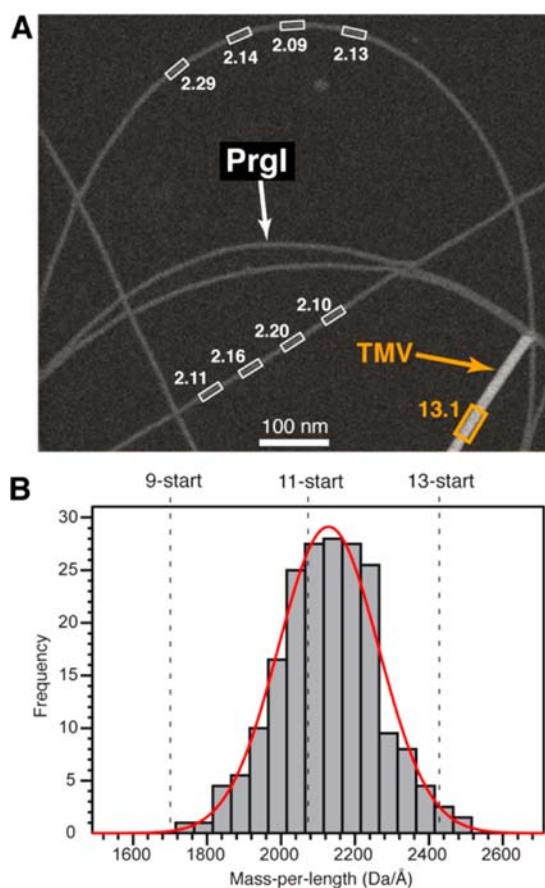 A
2.14
2.09
2.13
2.29
PrgI
2.10
2.20
2.16
2.11
TMV
13.1
100 nm
B
9-start
11-start
13-start
30
25
20
15
10
5
0
Frequency
1600
1800
2000
2200
2400
2600
Mass-per-length (Da/Å)